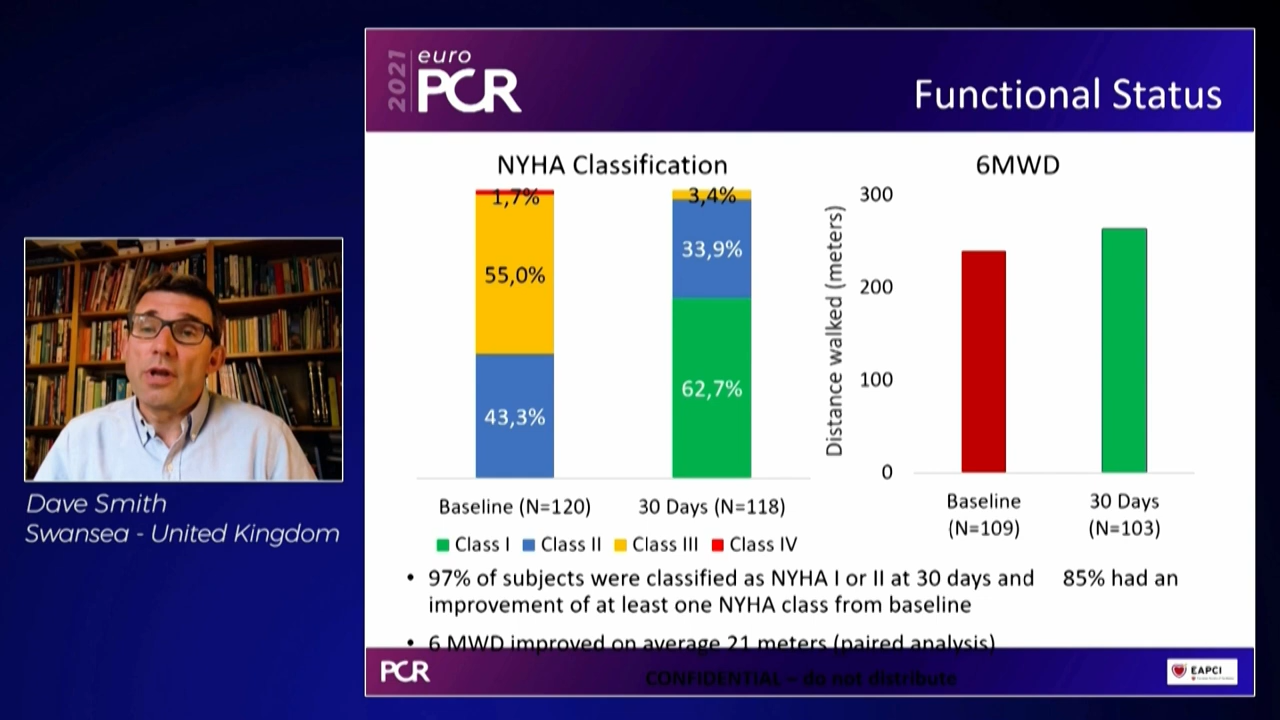 2021 euro
PCR
Functional Status
NYHA Classification
1,7%
55,0%
43,3%
3,4%
33,9%
62,7%
Baseline (N=120)
30 Days (N=118)
Class I Class II Class III Class IV
6MWD
Distance walked (meters)
300
200
100
0
Baseline
(N=109)
30 Days
(N=103)
• 97% of subjects were classified as NYHA I or II at 30 days and 85% had an
improvement of at least one NYHA class from baseline
• 6 MWD improved on average 21 meters (paired analysis)
CONFIDENTIAL – do not distribute
PCR
EAPCI
Dave Smith
Swansea - United Kingdom